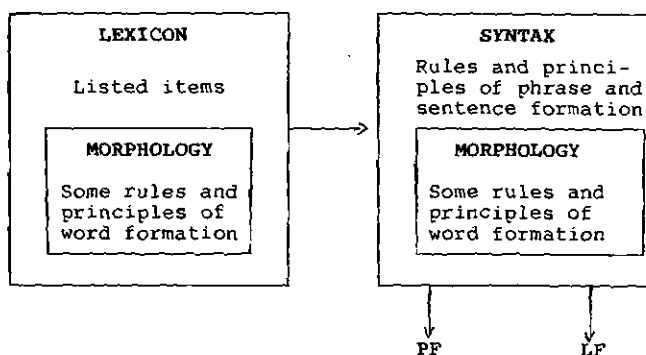 LEXICON
Listed items
MORPHOLOGY
Some rules and
principles of
word formation
SYNTAX
Rules and princi-
ples of phrase and
sentence formation
MORPHOLOGY
Some rules and
principles of
word formation
PF
LF